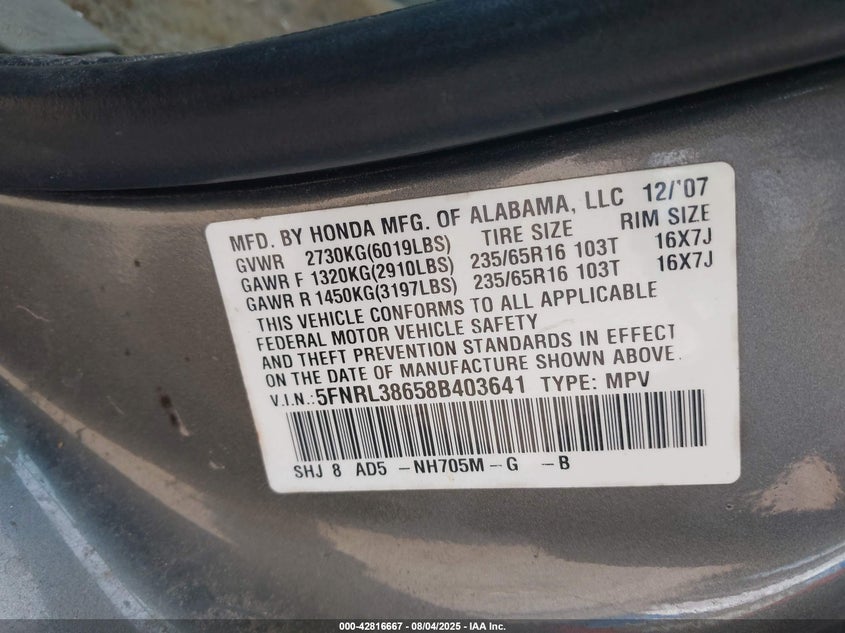 MFD. BY HONDA MFG. OF ALABAMA, LLC 12/'07
GVWR 2730KG(6019LBS) TIRE SIZE RIM SIZE
GAWR F 1320KG(2910LBS) 235/65R16 103T 16X7J
GAWR R 1450KG(3197LBS) 235/65R16 103T 16X7J
THIS VEHICLE CONFORMS TO ALL APPLICABLE
FEDERAL MOTOR VEHICLE SAFETY
AND THEFT PREVENTION STANDARDS IN EFFECT
ON THE DATE OF MANUFACTURE SHOWN ABOVE.
V.I.N.:5FNRL38658B403641 TYPE: MPV
SHJ 8 AD5 -NH705M-G -B
000-42816667 - 08/04/2025 - IAA Inc.